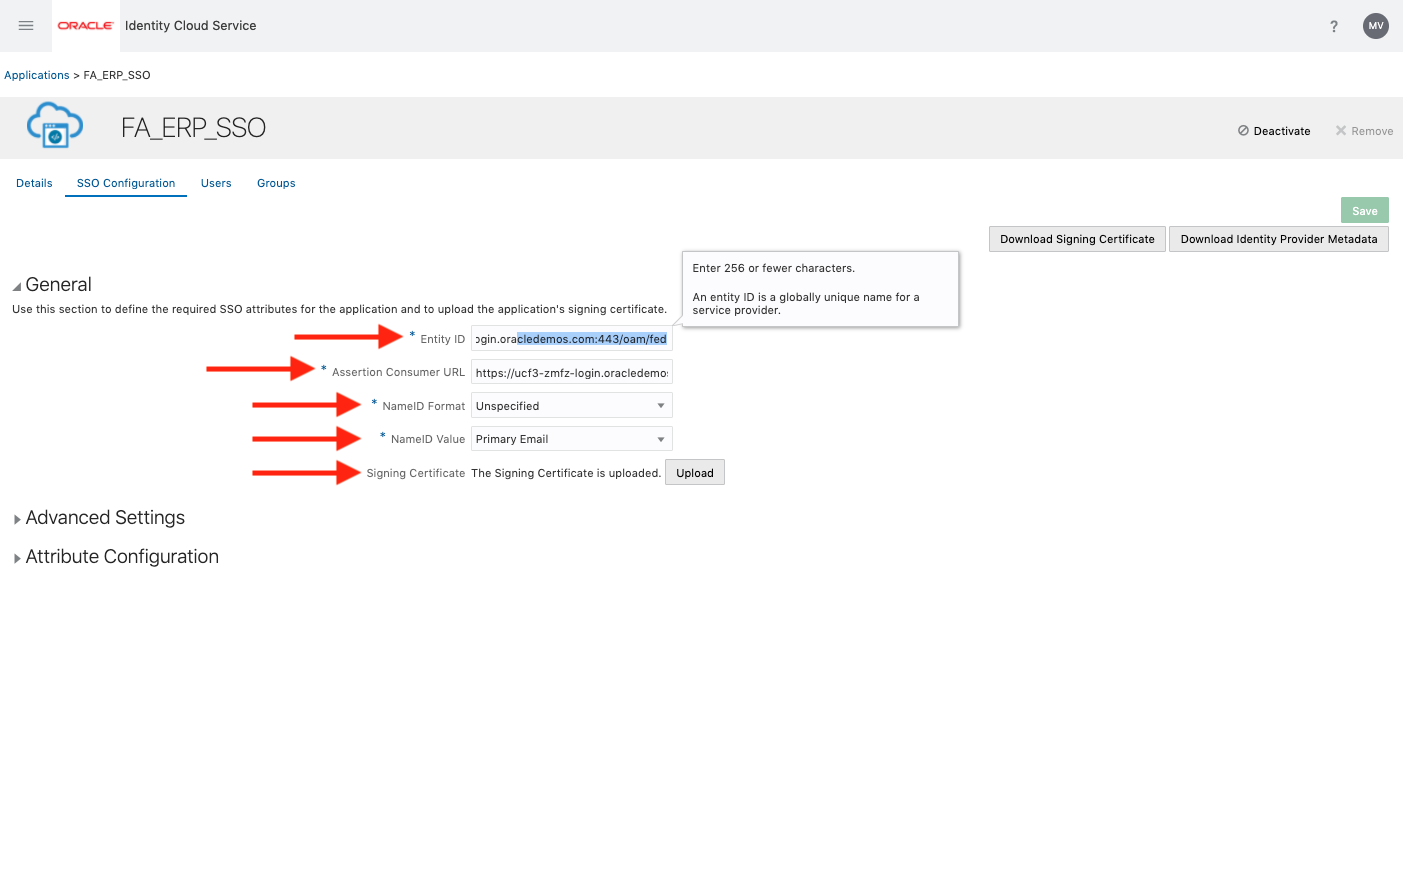 ORACLE Identity Cloud Service ? MV
Applications > FA_ERP_SSO
FA_ERP_SSO
Deactivate Remove
Details SSO Configuration Users Groups
Save
Download Signing Certificate Download Identity Provider Metadata
Enter 256 or fewer characters.
An entity ID is a globally unique name for a
service provider.
General
Use this section to define the required SSO attributes for the application and to upload the application's signing certificate.
* Entity ID ogin.oracledemos.com:443/oam/fed
* Assertion Consumer URL https://ucf3-zmfz-login.oracledemos
* NameID Format Unspecified
* NameID Value Primary Email
Signing Certificate The Signing Certificate is uploaded. Upload
Advanced Settings
Attribute Configuration